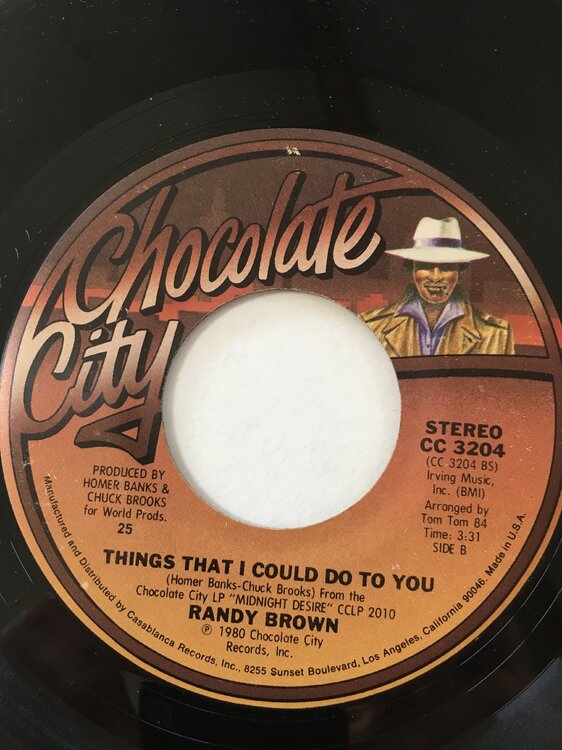 Chocolate
City
STEREO
CC 3204
(CC 3204 BS)
Irving Music,
Inc. (BMI)
Arranged by
Tom Tom 84
Time: 3:31
SIDE B
PRODUCED BY
HOMER BANKS &
CHUCK BROOKS
for World Prods.
25
THINGS THAT I COULD DO TO YOU
(Homer Banks-Chuck Brooks) From the
Chocolate City LP "MIDNIGHT DESIRE" CCLP 2010
RANDY BROWN
℗ 1980 Chocolate City
Records, Inc.
Manufactured and Distributed by Casablanca Records, Inc., 8255 Sunset Boulevard, Los Angeles, California 90046. Made in U.S.A.